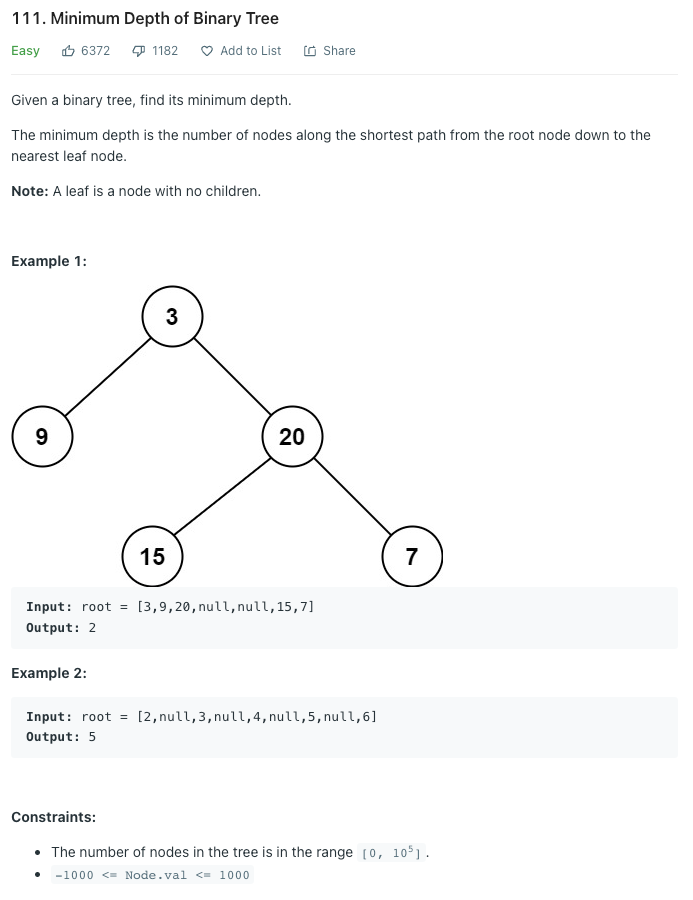 111. Minimum Depth of Binary Tree
Easy 6372 1182 Add to List Share
Given a binary tree, find its minimum depth.
The minimum depth is the number of nodes along the shortest path from the root node down to the
nearest leaf node.
Note: A leaf is a node with no children.
Example 1:
3
9 20
15 7
Input: root = [3,9,20,null,null,15,7]
Output: 2
Example 2:
Input: root = [2,null,3,null,4,null,5,null,6]
Output: 5
Constraints:
• The number of nodes in the tree is in the range [0, 10⁵].
• -1000 <= Node.val <= 1000